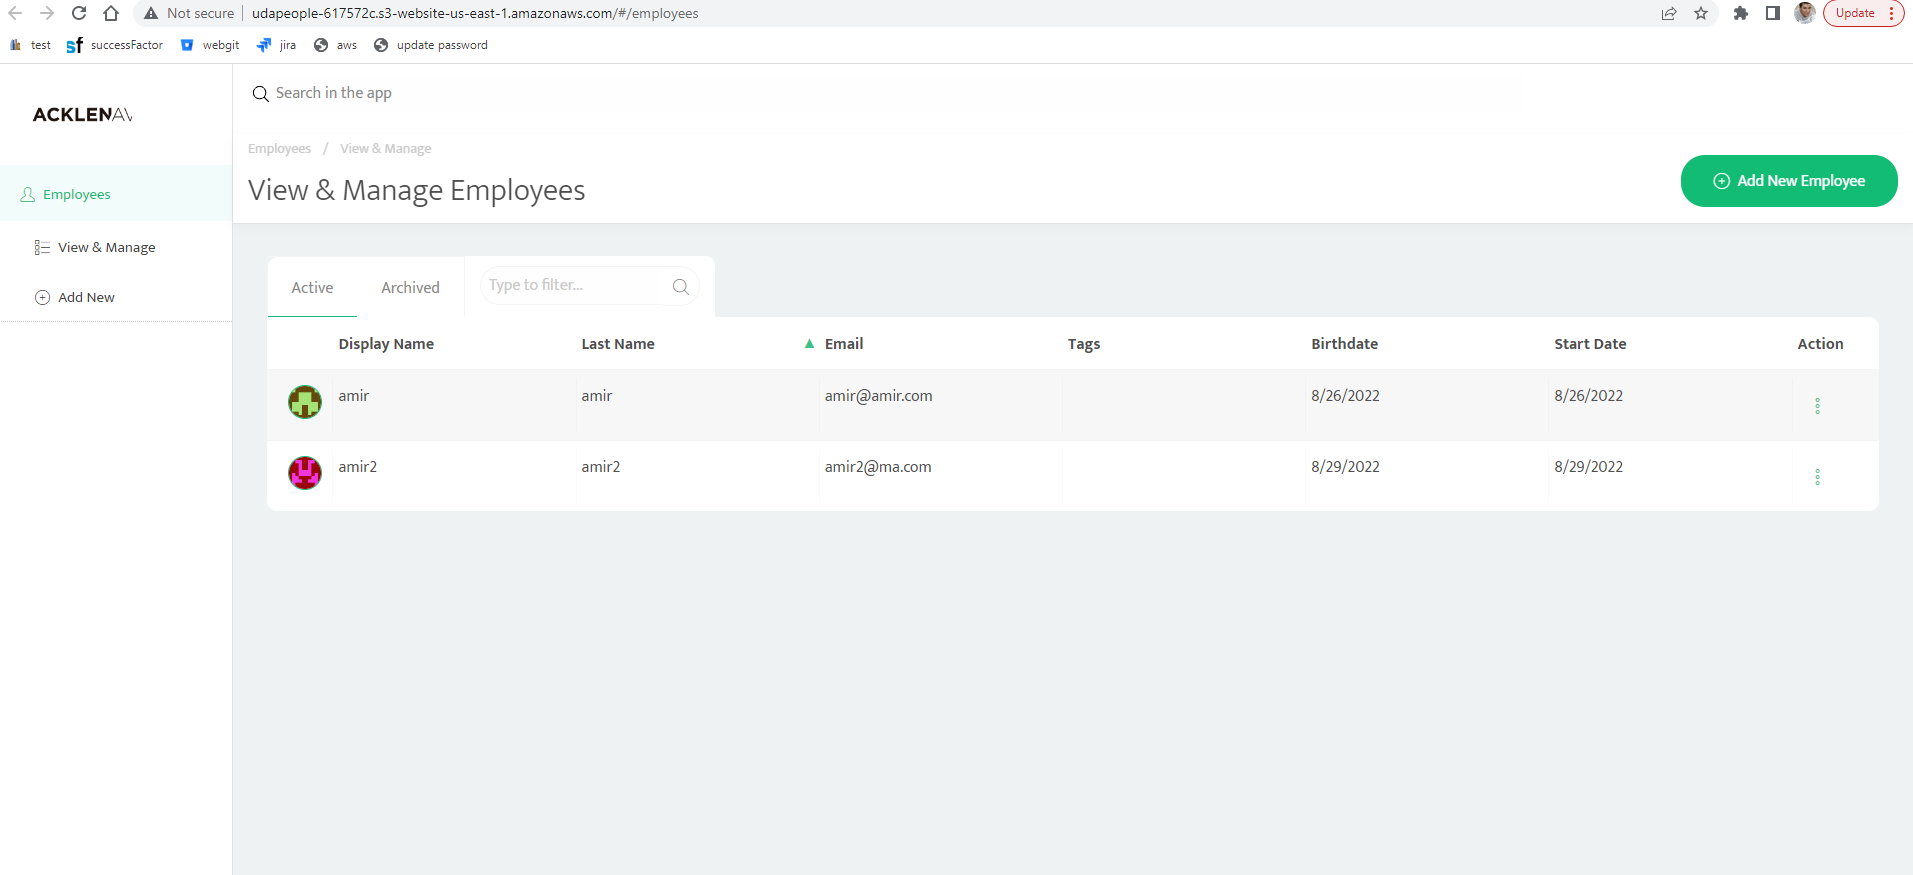 Not secure | udapeople-617572c.s3-website-us-east-1.amazonaws.com/#/employees Update
test sf successFactor webgit jira aws update password
ACKLENAV
Search in the app
Employees / View & Manage
View & Manage Employees
Add New Employee
Employees
View & Manage
Add New
Active Archived Type to filter...
Display Name Last Name Email Tags Birthdate Start Date Action
amir amir amir@amir.com 8/26/2022 8/26/2022
amir2 amir2 amir2@ma.com 8/29/2022 8/29/2022